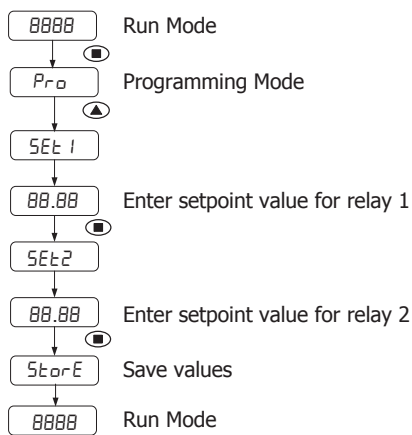 8888 Run Mode
Pro Programming Mode
SEt 1
88.88 Enter setpoint value for relay 1
SEt2
88.88 Enter setpoint value for relay 2
StorE Save values
8888 Run Mode